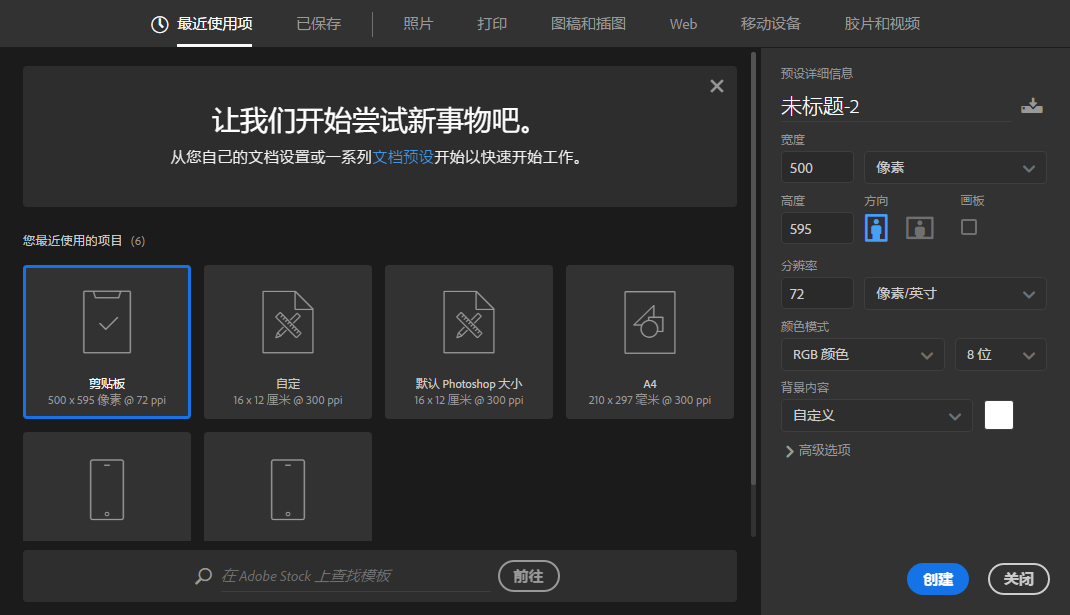 最近使用项 已保存 照片 打印 图稿和插图 Web 移动设备 胶片和视频
让我们开始尝试新事物吧。
从您自己的文档设置或一系列文档预设开始以快速开始工作。
您最近使用的项目 (6)
剪贴板
500 x 595 像素 @ 72 ppi
自定
16 x 12 厘米 @ 300 ppi
默认 Photoshop 大小
16 x 12 厘米 @ 300 ppi
A4
210 x 297 毫米 @ 300 ppi
在 Adobe Stock 上查找模板
前往
预设详细信息
未标题-2
宽度
500 像素
高度 方向 画板
595
分辨率
72 像素/英寸
颜色模式
RGB 颜色 8 位
背景内容
自定义
高级选项
创建 关闭